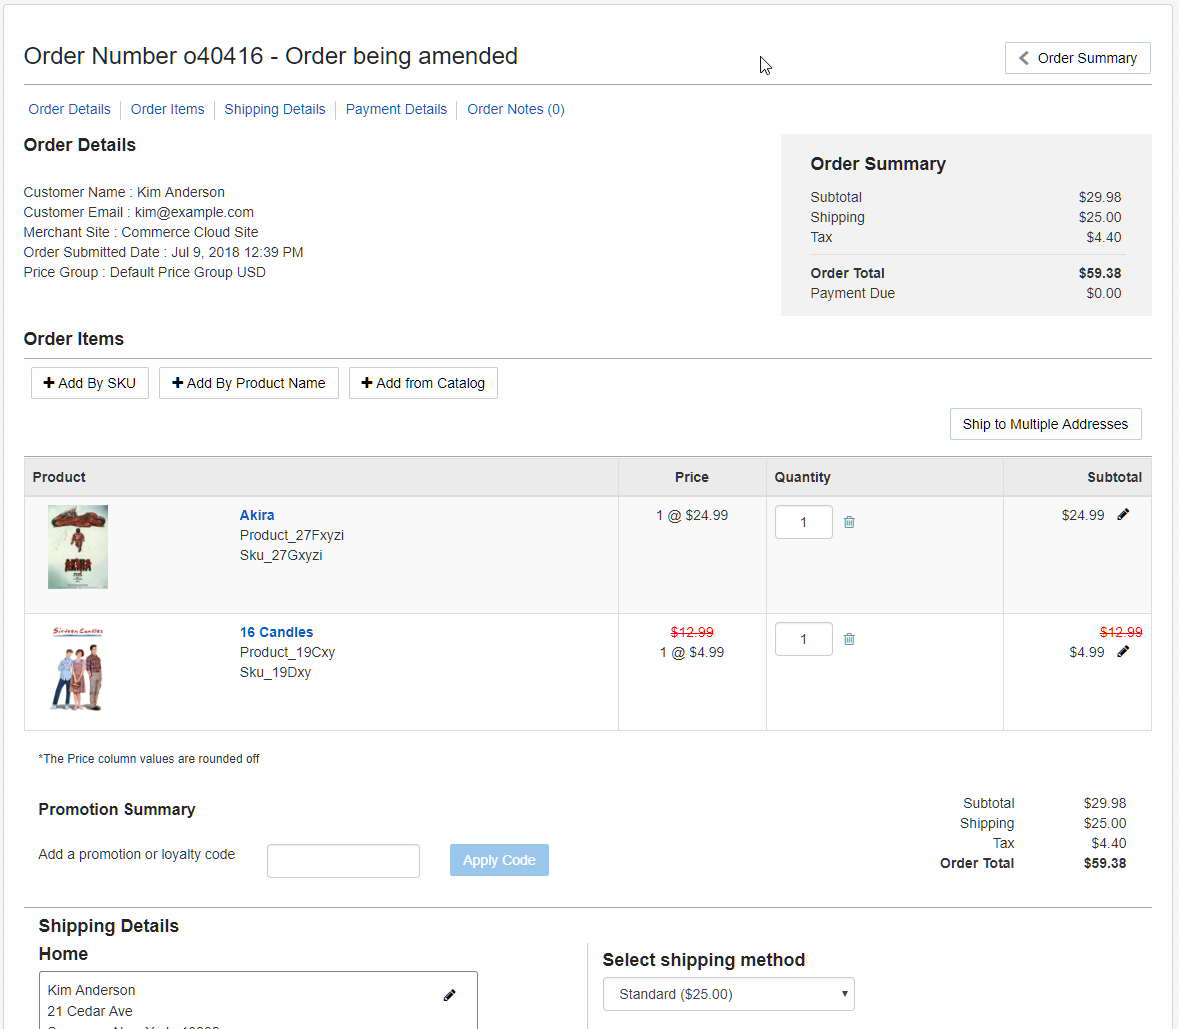 Order Number o40416 - Order being amended
Order Summary
Order Details
Order Items
Shipping Details
Payment Details
Order Notes (0)
Order Details
Customer Name : Kim Anderson
Customer Email : kim@example.com
Merchant Site : Commerce Cloud Site
Order Submitted Date : Jul 9, 2018 12:39 PM
Price Group : Default Price Group USD
Order Summary
Subtotal $29.98
Shipping $25.00
Tax $4.40
Order Total $59.38
Payment Due $0.00
Order Items
Add By SKU
Add By Product Name
Add from Catalog
Ship to Multiple Addresses
Product Price Quantity Subtotal
AKIRA
Akira 1 @ $24.99 1 $24.99
Product_27Fxyzi
Sku_27Gxyzi
Sixteen Candles
16 Candles $12.99 1 $12.99
Product_19Cxy 1 @ $4.99 $4.99
Sku_19Dxy
*The Price column values are rounded off
Promotion Summary
Add a promotion or loyalty code
Apply Code
Subtotal $29.98
Shipping $25.00
Tax $4.40
Order Total $59.38
Shipping Details
Home
Kim Anderson
21 Cedar Ave
Select shipping method
Standard ($25.00)